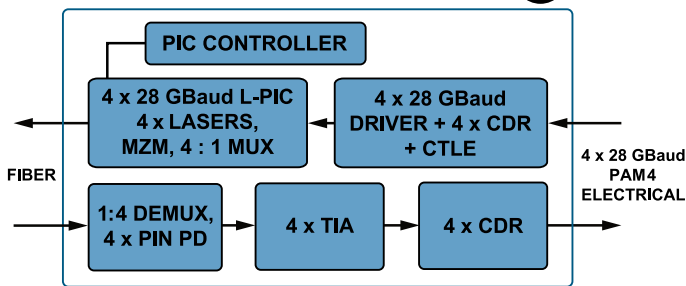 PIC CONTROLLER
4 x 28 GBaud L-PIC
4 x LASERS,
MZM, 4 : 1 MUX
4 x 28 GBaud
DRIVER + 4 x CDR
+ CTLE
FIBER
4 x 28 GBaud
PAM4
ELECTRICAL
1:4 DEMUX,
4 x PIN PD
4 x TIA
4 x CDR